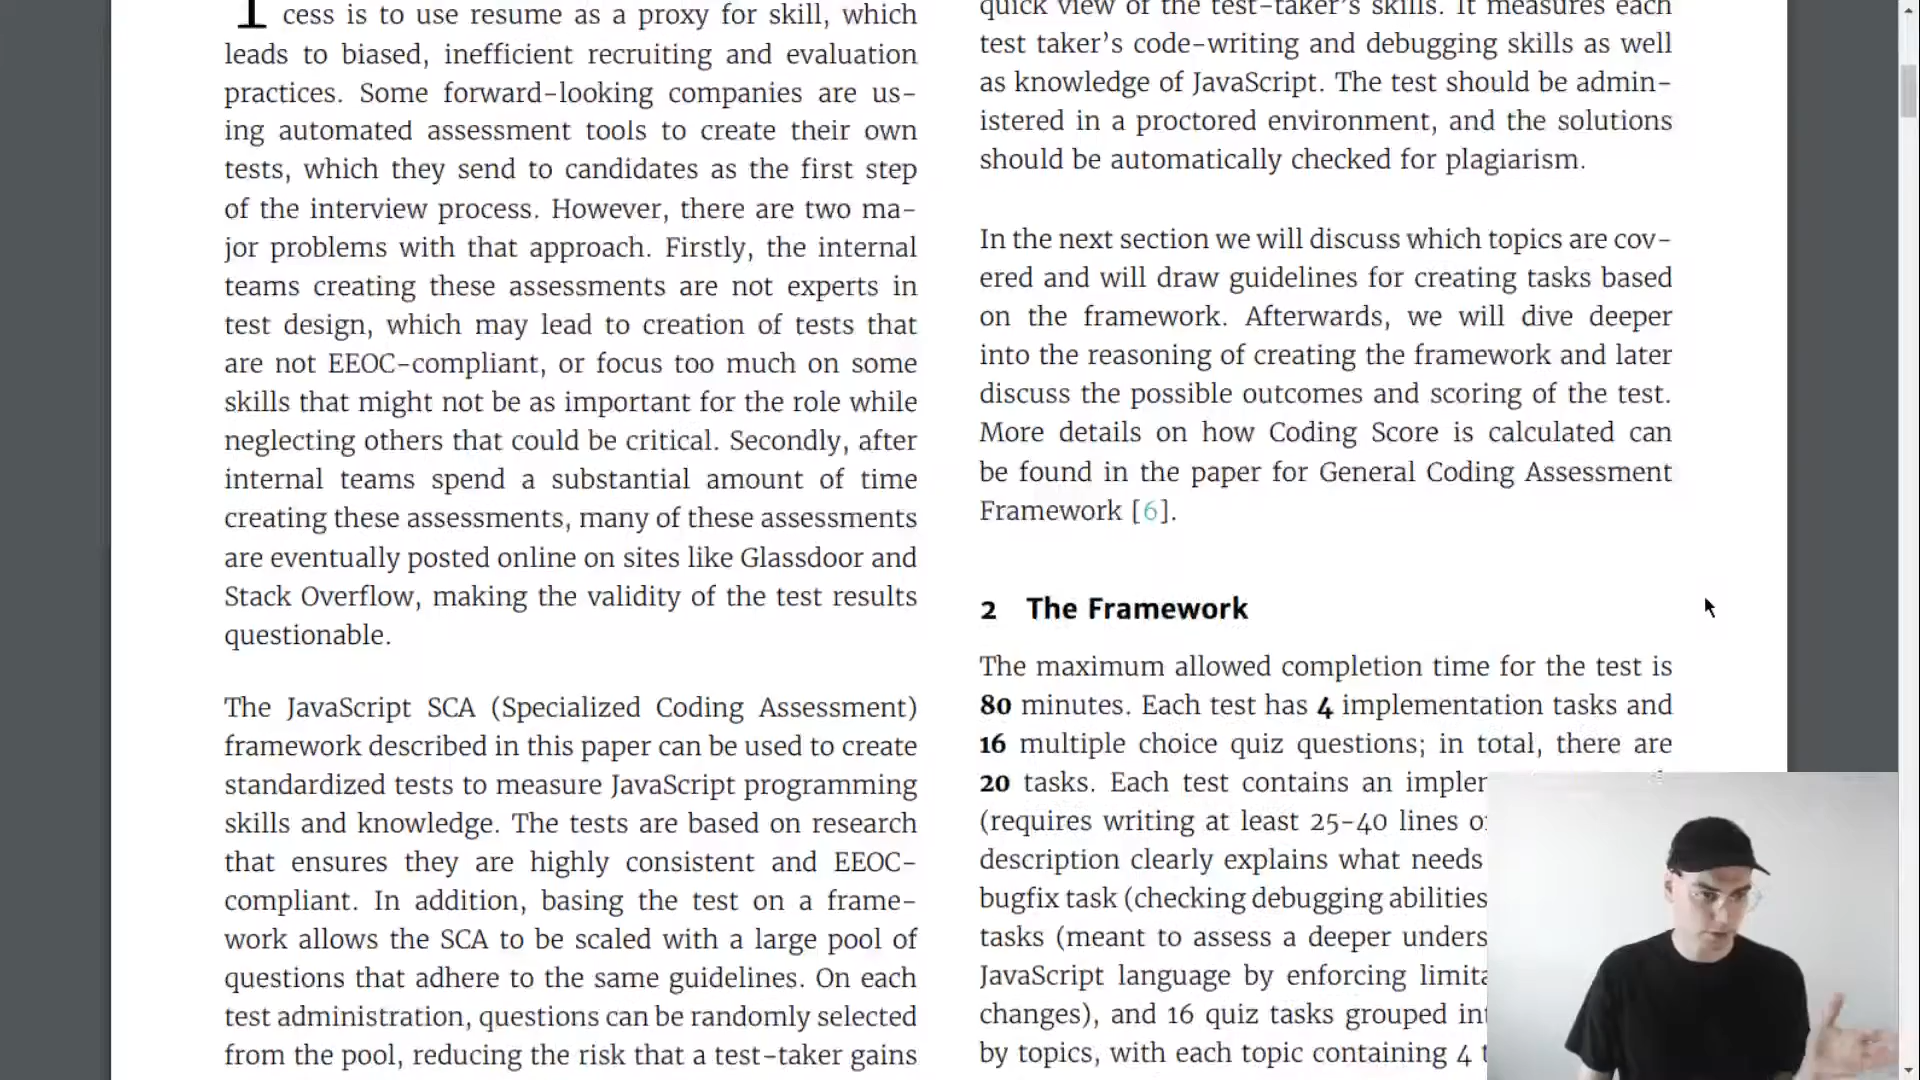 cess is to use resume as a proxy for skill, which
leads to biased, inefficient recruiting and evaluation
practices. Some forward-looking companies are us-
ing automated assessment tools to create their own
tests, which they send to candidates as the first step
of the interview process. However, there are two ma-
jor problems with that approach. Firstly, the internal
teams creating these assessments are not experts in
test design, which may lead to creation of tests that
are not EEOC-compliant, or focus too much on some
skills that might not be as important for the role while
neglecting others that could be critical. Secondly, after
internal teams spend a substantial amount of time
creating these assessments, many of these assessments
are eventually posted online on sites like Glassdoor and
Stack Overflow, making the validity of the test results
questionable.
The JavaScript SCA (Specialized Coding Assessment)
framework described in this paper can be used to create
standardized tests to measure JavaScript programming
skills and knowledge. The tests are based on research
that ensures they are highly consistent and EEOC-
compliant. In addition, basing the test on a frame-
work allows the SCA to be scaled with a large pool of
questions that adhere to the same guidelines. On each
test administration, questions can be randomly selected
from the pool, reducing the risk that a test-taker gains
quick view of the test-taker's skills. It measures each
test taker's code-writing and debugging skills as well
as knowledge of JavaScript. The test should be admin-
istered in a proctored environment, and the solutions
should be automatically checked for plagiarism.
In the next section we will discuss which topics are cov-
ered and will draw guidelines for creating tasks based
on the framework. Afterwards, we will dive deeper
into the reasoning of creating the framework and later
discuss the possible outcomes and scoring of the test.
More details on how Coding Score is calculated can
be found in the paper for General Coding Assessment
Framework [6].
2 The Framework
The maximum allowed completion time for the test is
80 minutes. Each test has 4 implementation tasks and
16 multiple choice quiz questions; in total, there are
20 tasks. Each test contains an
(requires writing at least 25-40 lines
description clearly explains what needs
bugfix task (checking debugging abilities
tasks (meant to assess a deeper
JavaScript language by enforcing
changes), and 16 quiz tasks grouped
by topics, with each topic containing 4